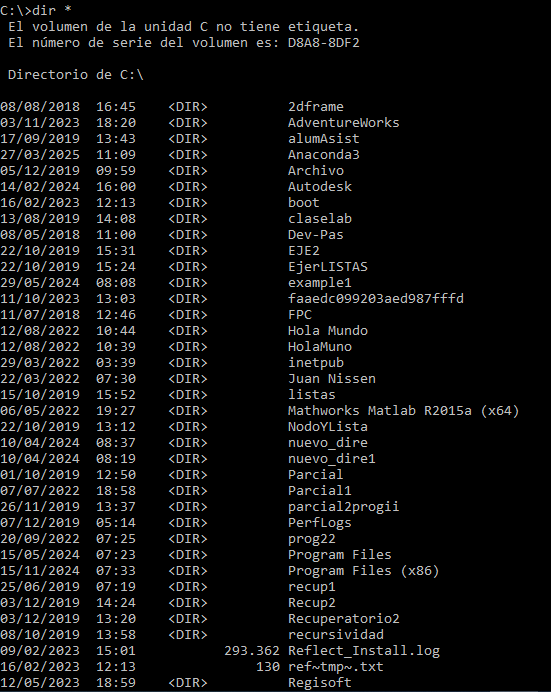 C:\>dir *
El volumen de la unidad C no tiene etiqueta.
El número de serie del volumen es: D8A8-8DF2
Directorio de C:\
08/08/2018  16:45    <DIR>          2dframe
03/11/2023  18:20    <DIR>          AdventureWorks
17/09/2019  13:43    <DIR>          alumAsist
27/03/2025  11:09    <DIR>          Anaconda3
05/12/2019  09:59    <DIR>          Archivo
14/02/2024  16:00    <DIR>          Autodesk
16/02/2023  12:13    <DIR>          boot
13/08/2019  14:08    <DIR>          claselab
08/05/2018  11:00    <DIR>          Dev-Pas
22/10/2019  15:31    <DIR>          EJE2
22/10/2019  15:24    <DIR>          EjerLISTAS
29/05/2024  08:08    <DIR>          example1
11/10/2023  13:03    <DIR>          faaedc099203aed987fffd
11/07/2018  12:46    <DIR>          FPC
12/08/2022  10:44    <DIR>          Hola Mundo
12/08/2022  10:39    <DIR>          HolaMuno
29/03/2022  03:39    <DIR>          inetpub
22/03/2022  07:30    <DIR>          Juan Nissen
15/10/2019  15:52    <DIR>          listas
06/05/2022  19:27    <DIR>          Mathworks Matlab R2015a (x64)
22/10/2019  13:12    <DIR>          NodoYLista
10/04/2024  08:37    <DIR>          nuevo_dire
10/04/2024  08:19    <DIR>          nuevo_dire1
01/10/2019  12:50    <DIR>          Parcial
07/07/2022  18:58    <DIR>          Parcial1
26/11/2019  13:37    <DIR>          parcial2progii
07/12/2019  05:14    <DIR>          PerfLogs
20/09/2022  07:25    <DIR>          prog22
15/05/2024  07:23    <DIR>          Program Files
15/11/2024  07:33    <DIR>          Program Files (x86)
25/06/2019  07:19    <DIR>          recup1
03/12/2019  14:24    <DIR>          Recup2
03/12/2019  13:20    <DIR>          Recuperatorio2
08/10/2019  13:58    <DIR>          recursividad
09/02/2023  15:01           293.362 Reflect_Install.log
16/02/2023  12:13               130 ref~tmp~.txt
12/05/2023  18:59    <DIR>          Regisoft